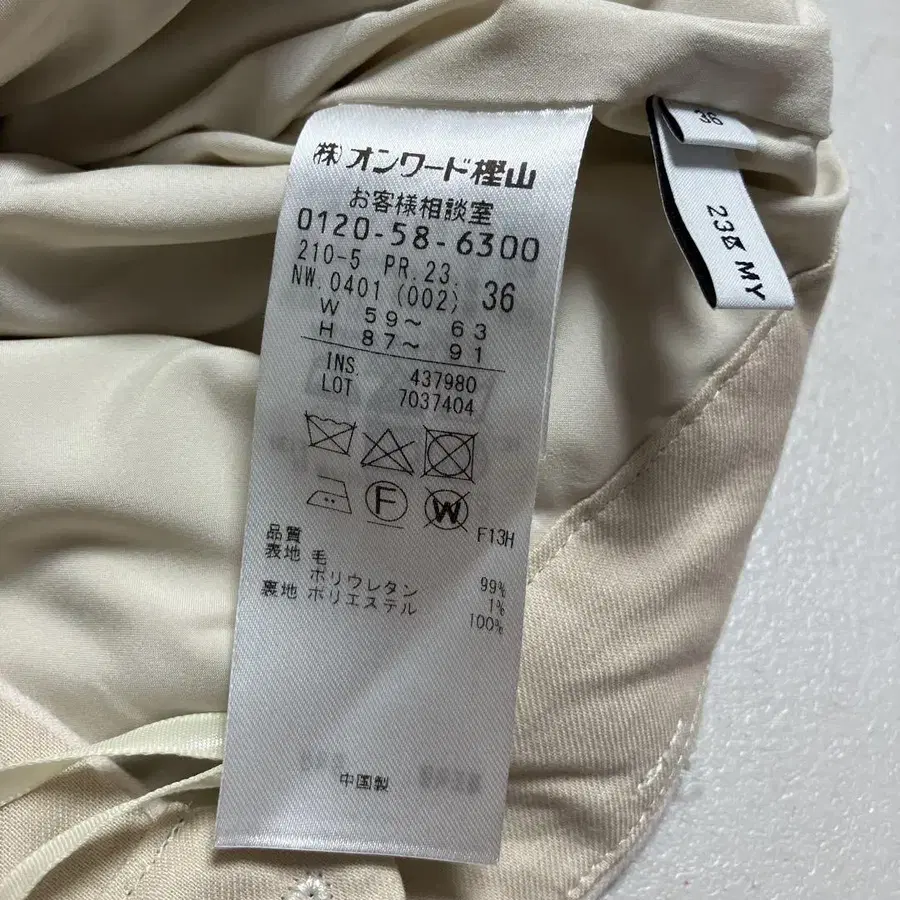 (株)オンワード樫山
お客様相談室
0120-58-6300
210-5 PR.23.
NW.0401 (002) 36
W 59～ 63
H 87～ 91
INS. 437980
LOT 7037404
F
W
F13H
品質
表地 毛 99%
ポリウレタン 1%
裏地 ポリエステル 100%
中国製
36
MY